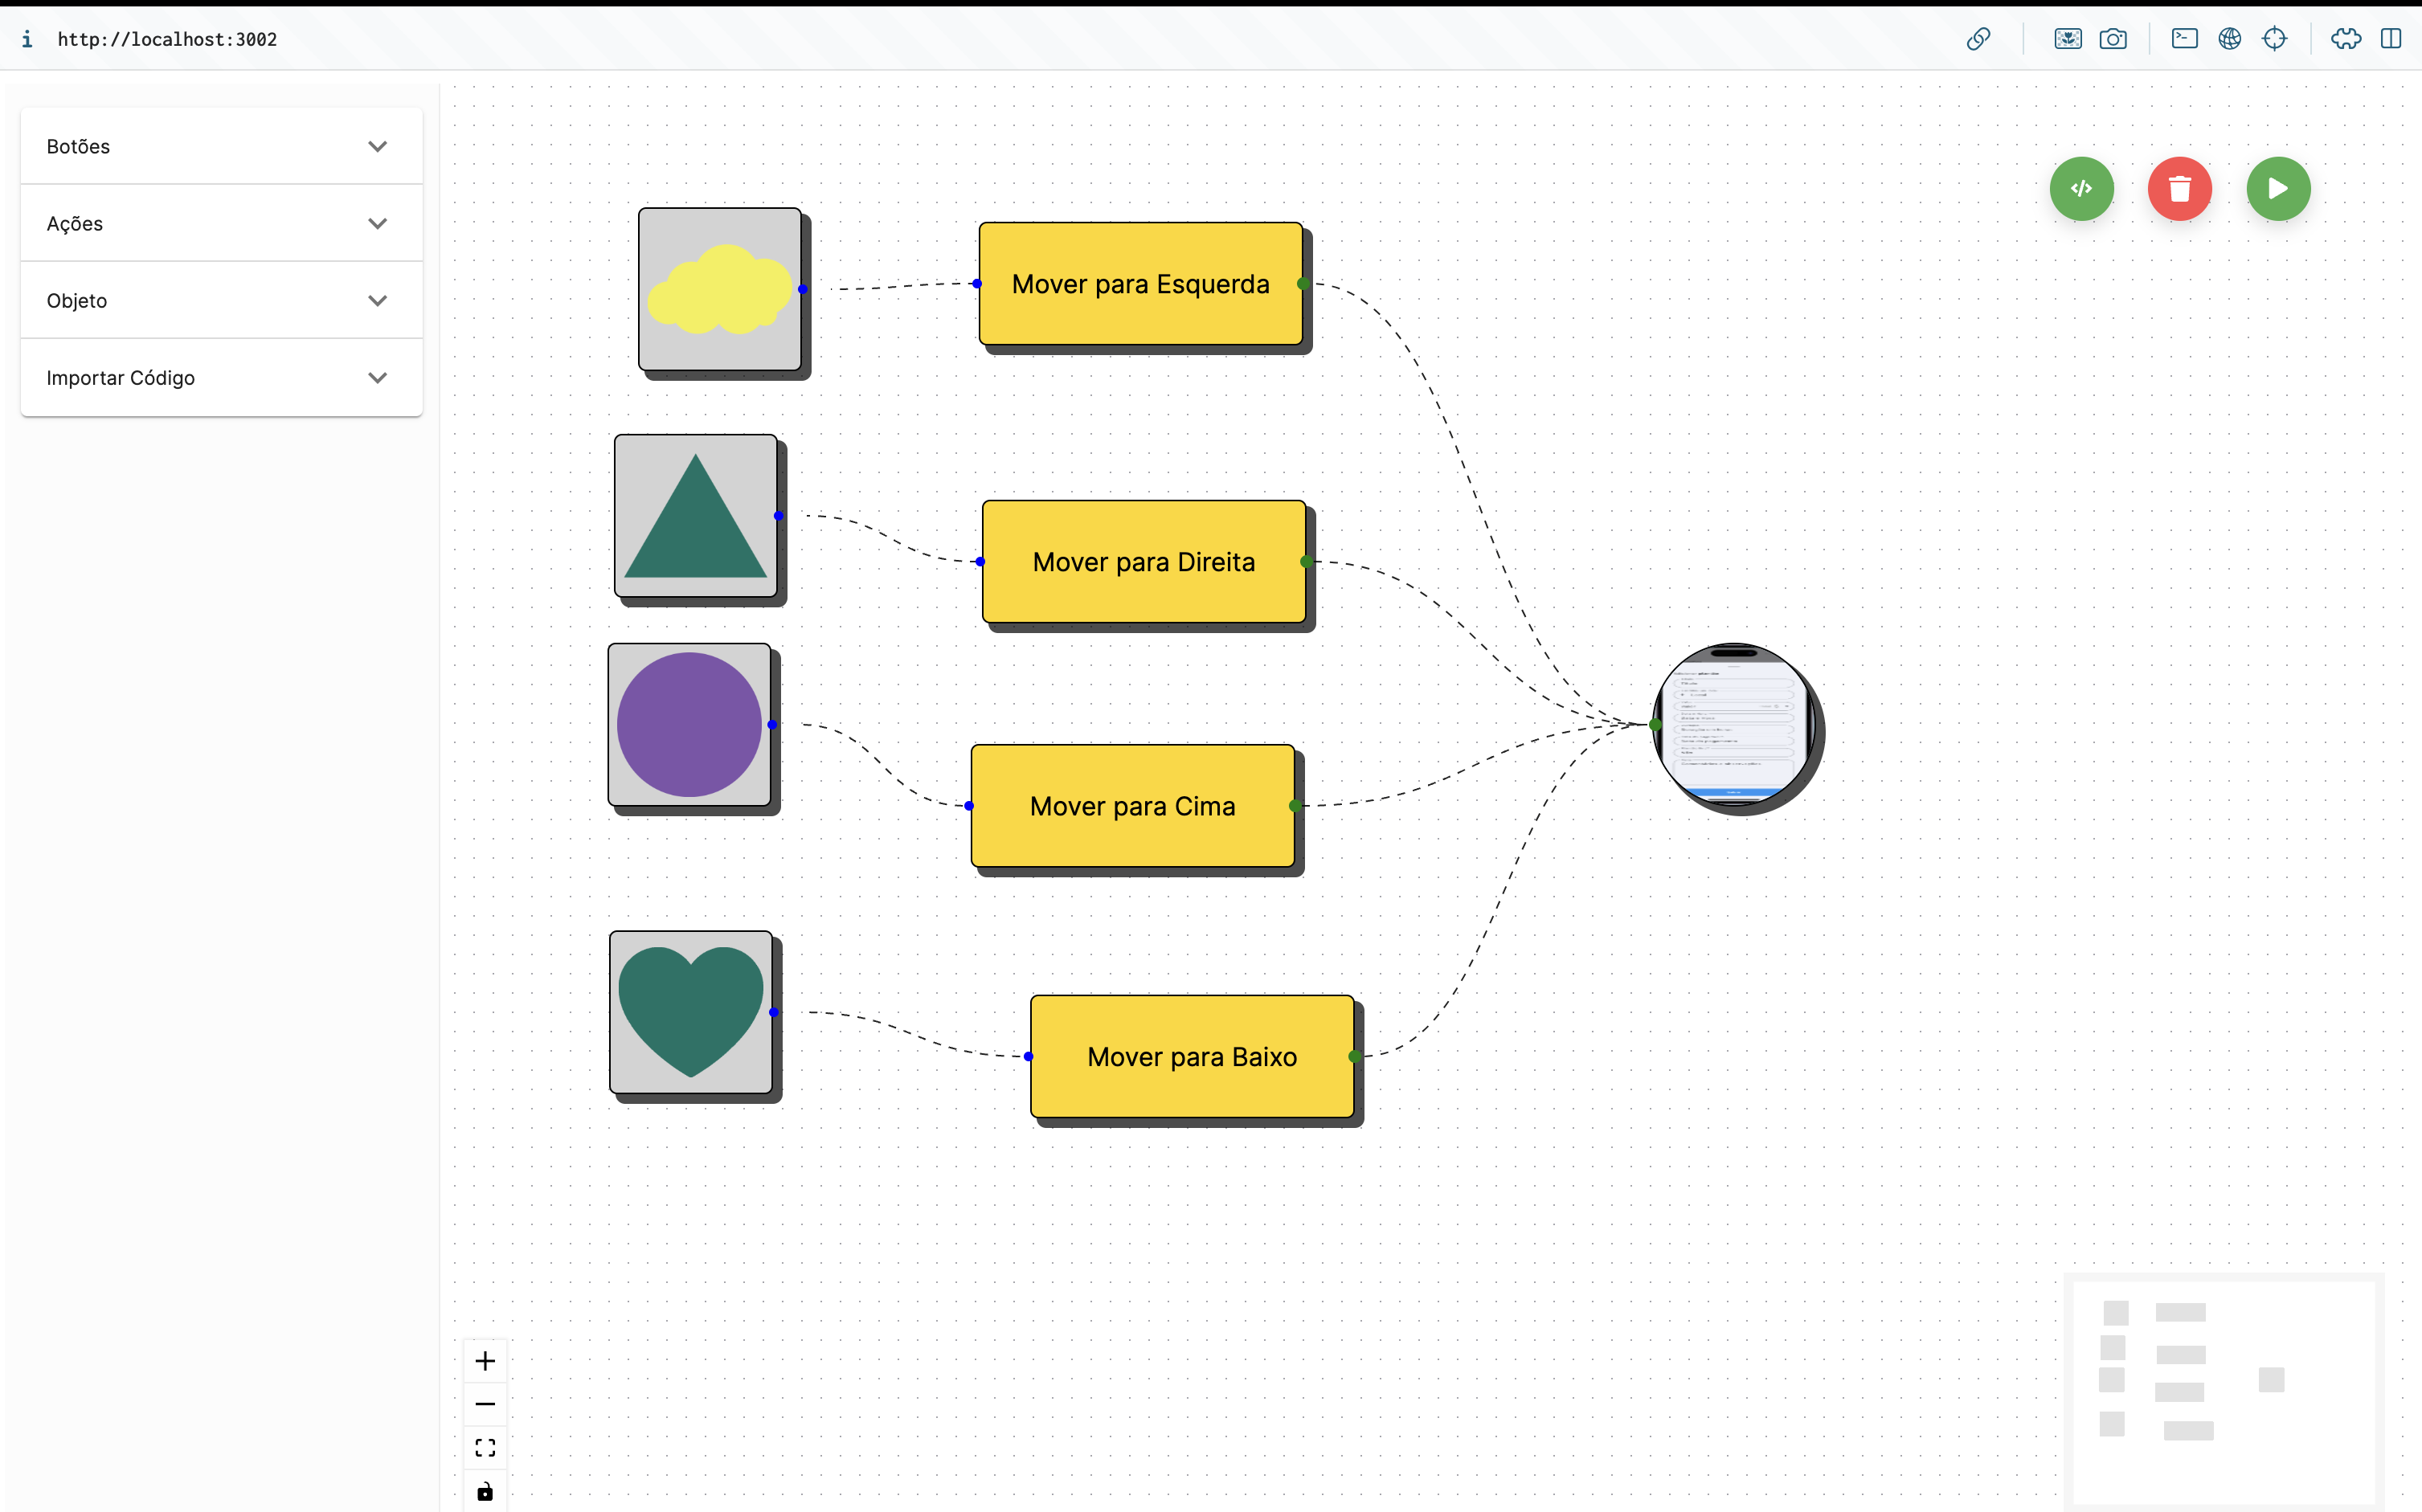 i http://localhost:3002
Botões
Ações
Objeto
Importar Código
Mover para Esquerda
Mover para Direita
Mover para Cima
Mover para Baixo